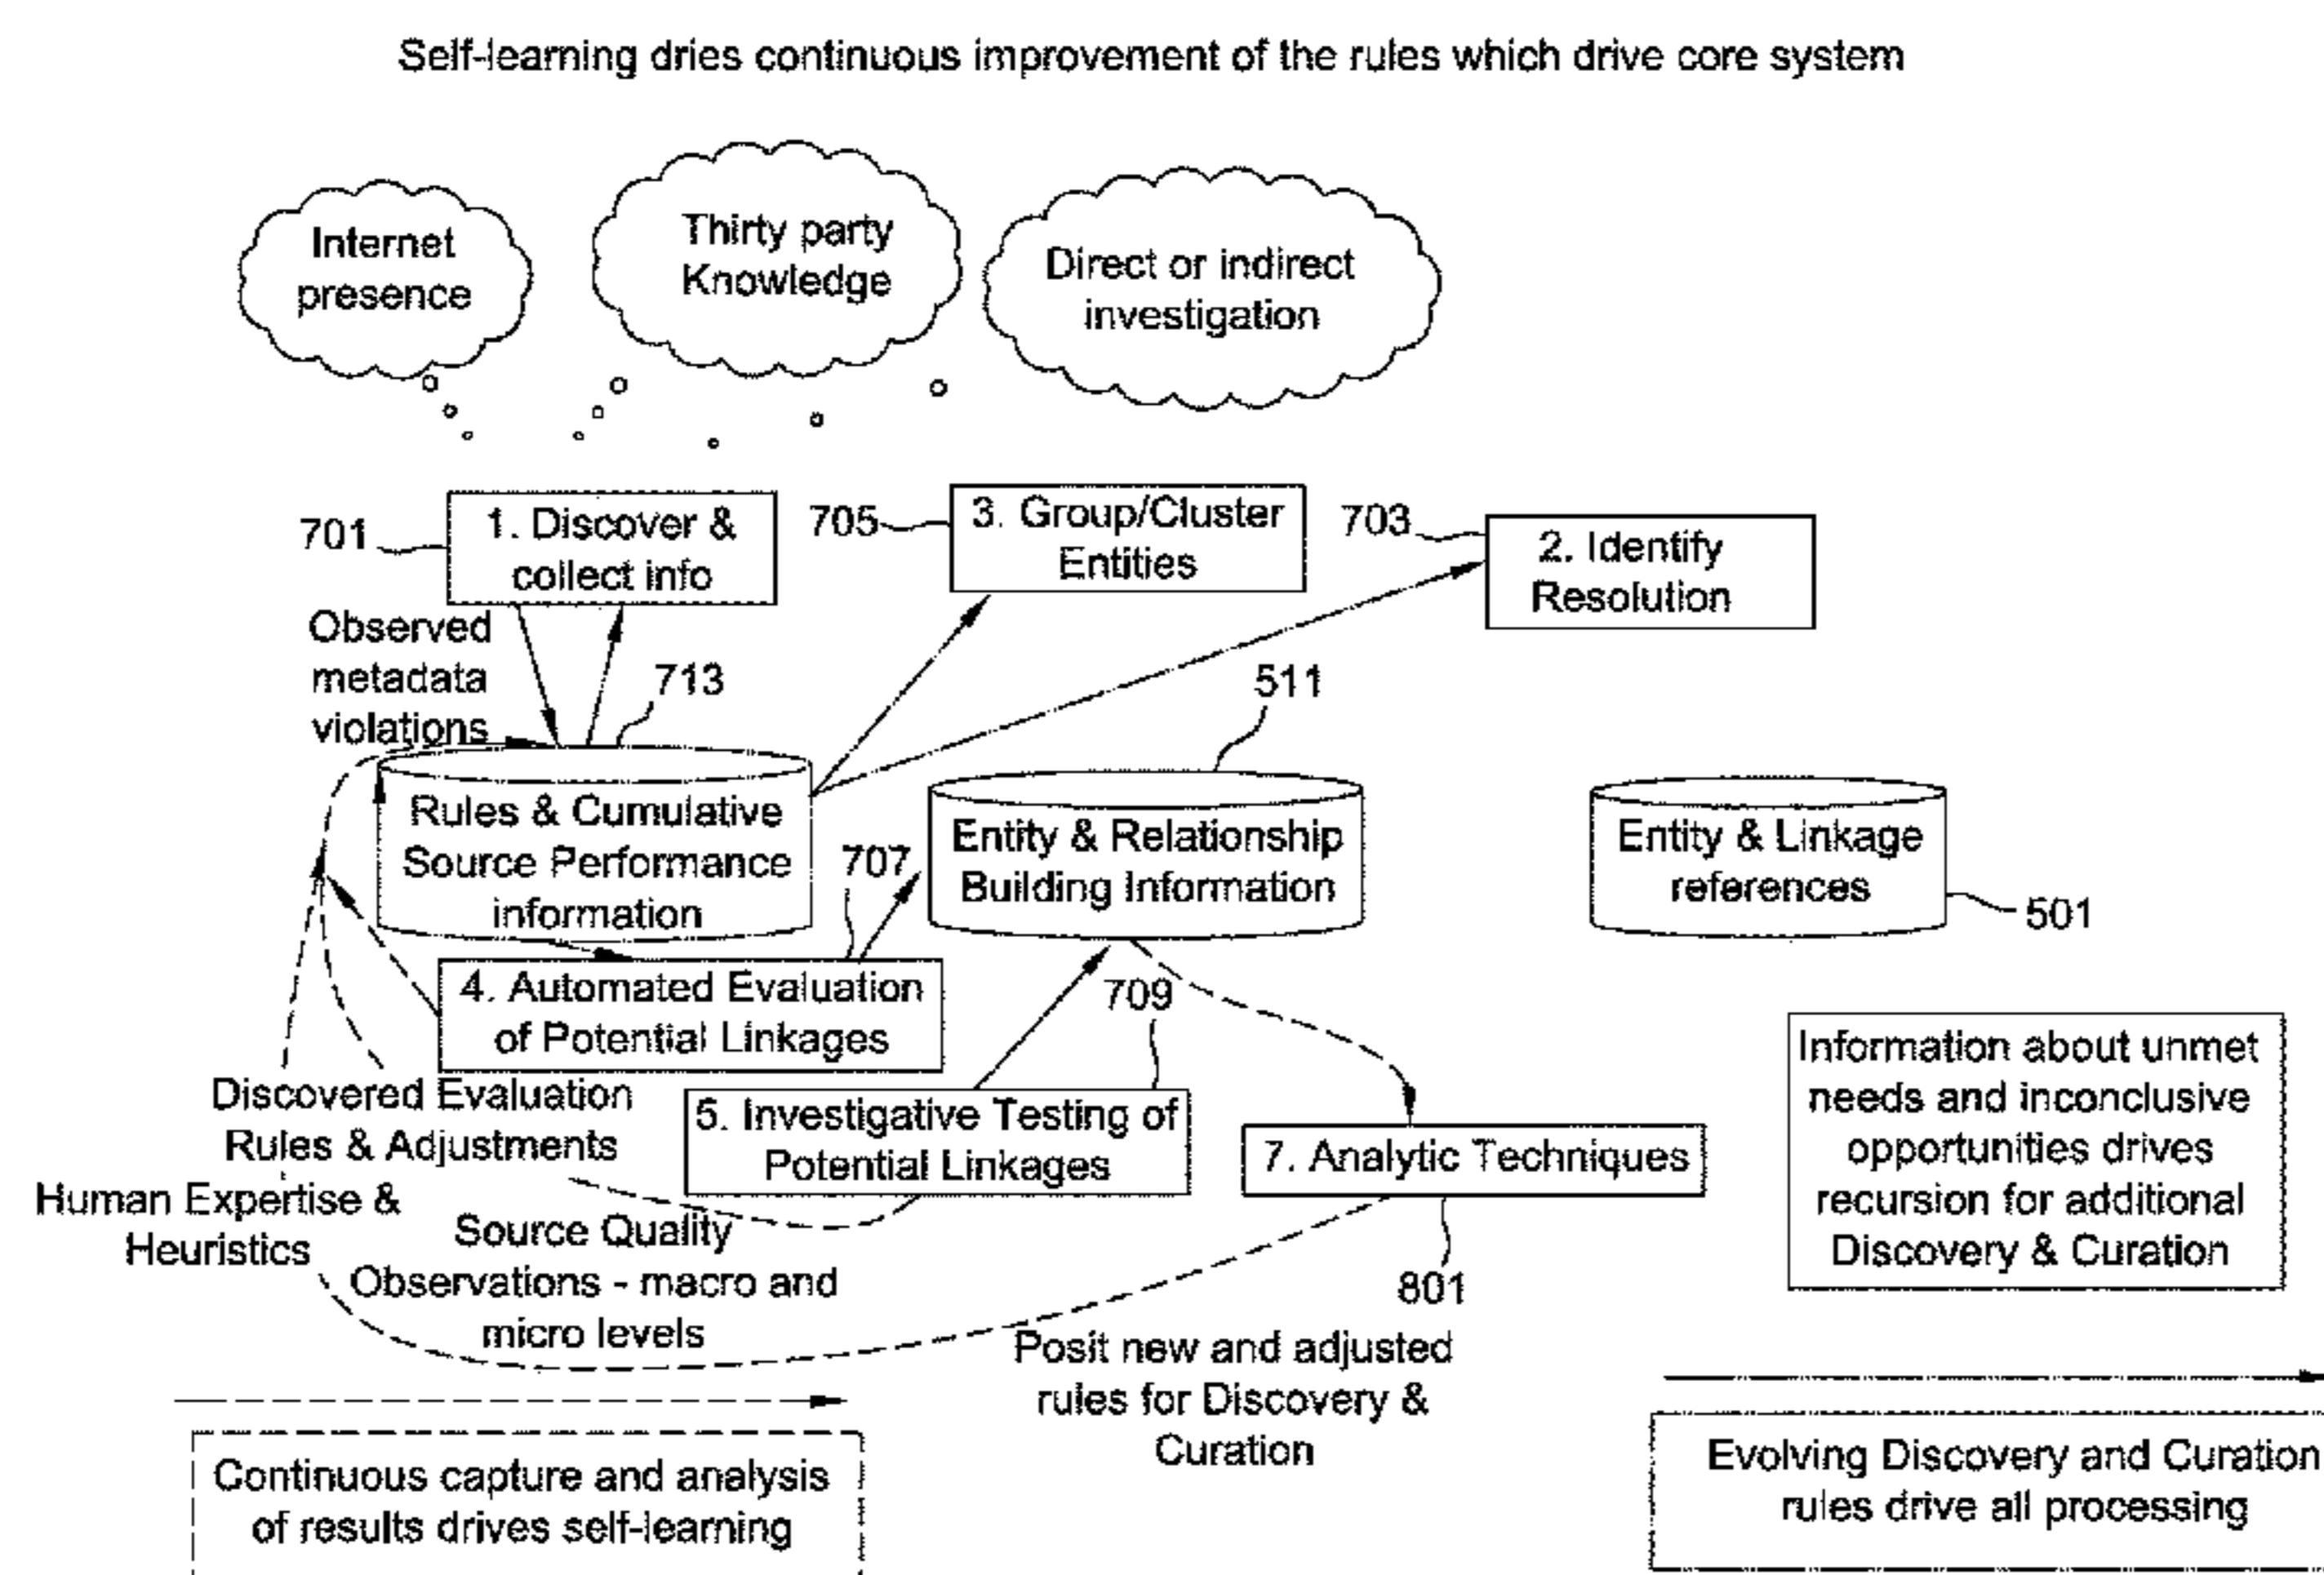 Self-learning dries continuous improvement of the rules which drive core system
Internet
presence
Thirty party
Knowledge
Direct or indirect
investigation
701
1. Discover &
collect info
705
3. Group/Cluster
Entities
703
2. Identify
Resolution
Observed
metadata
violations
713
511
Rules & Cumulative
Source Performance
information
707
Entity & Relationship
Building Information
Entity & Linkage
references
501
4. Automated Evaluation
of Potential Linkages
709
Discovered Evaluation
Rules & Adjustments
5. Investigative Testing of
Potential Linkages
7. Analytic Techniques
801
Information about unmet
needs and inconclusive
opportunities drives
recursion for additional
Discovery & Curation
Human Expertise &
Heuristics
Source Quality
Observations - macro and
micro levels
Posit new and adjusted
rules for Discovery &
Curation
Continuous capture and analysis
of results drives self-learning
Evolving Discovery and Curation
rules drive all processing